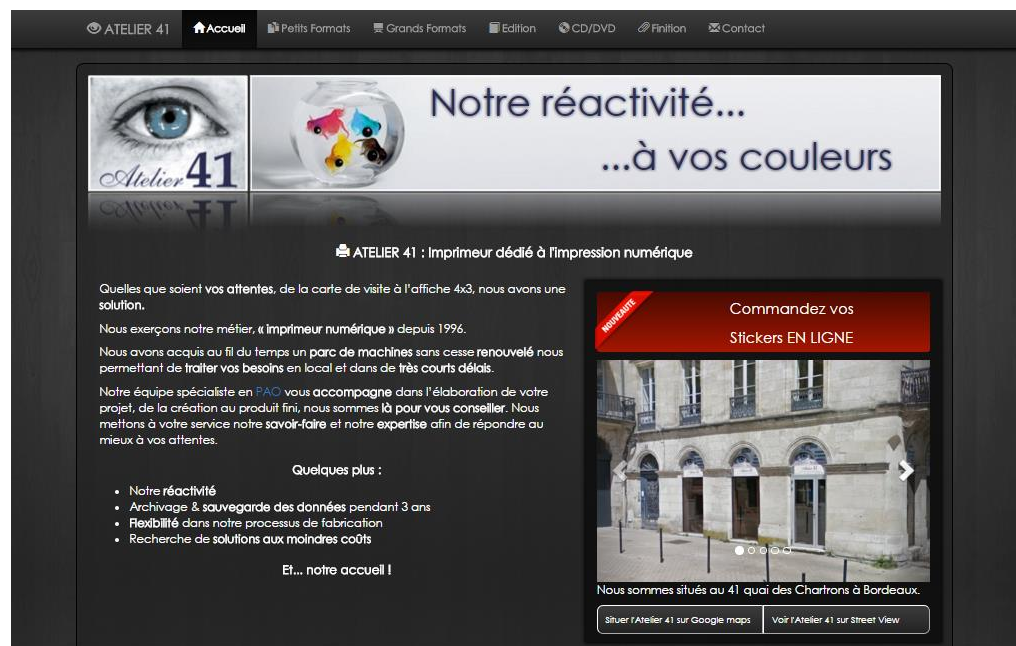 ATELIER 41 Accueil Petits Formats Grands Formats Edition CD/DVD Finition Contact
Atelier 41
Notre réactivité...
...à vos couleurs
ATELIER 41 : Imprimeur dédié à l'impression numérique
Quelles que soient vos attentes, de la carte de visite à l'affiche 4x3, nous avons une
solution.
Nous exerçons notre métier, « imprimeur numérique » depuis 1996.
Nous avons acquis au fil du temps un parc de machines sans cesse renouvelé nous
permettant de traiter vos besoins en local et dans de très courts délais.
Notre équipe spécialiste en PAO vous accompagne dans l'élaboration de votre
projet, de la création au produit fini, nous sommes là pour vous conseiller. Nous
mettons à votre service notre savoir-faire et notre expertise afin de répondre au
mieux à vos attentes.
Quelques plus :
• Notre réactivité
• Archivage & sauvegarde des données pendant 3 ans
• Flexibilité dans notre processus de fabrication
• Recherche de solutions aux moindres coûts
Et... notre accueil !
NOUVEAUTE
Commandez vos
Stickers EN LIGNE
Nous sommes situés au 41 quai des Chartrons à Bordeaux.
Situer l'Atelier 41 sur Google maps
Voir l'Atelier 41 sur Street View